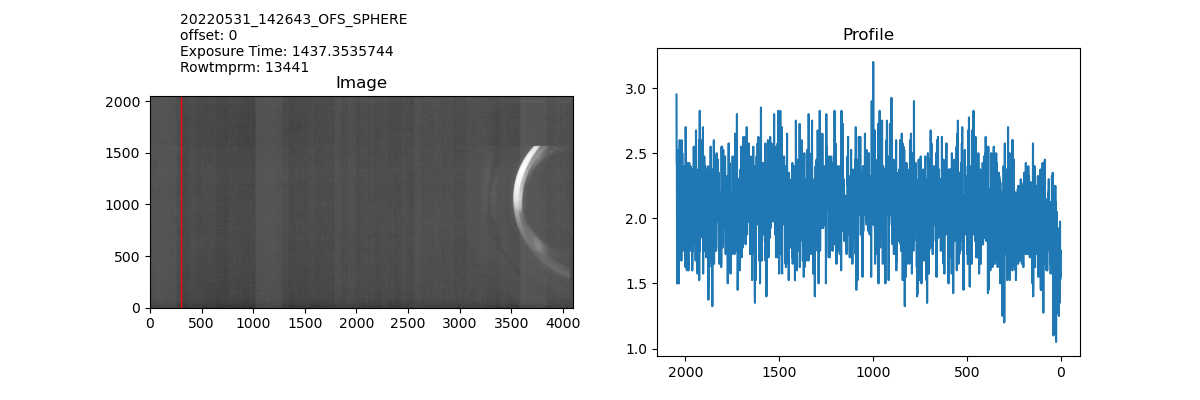 20220531_142643_OFS_SPHERE
offset: 0
Exposure Time: 1437.3535744
Rowtmprm: 13441
Image
2000
1500
1000
500
0
0 500 1000 1500 2000 2500 3000 3500 4000
Profile
3.0
2.5
2.0
1.5
1.0
2000 1500 1000 500 0